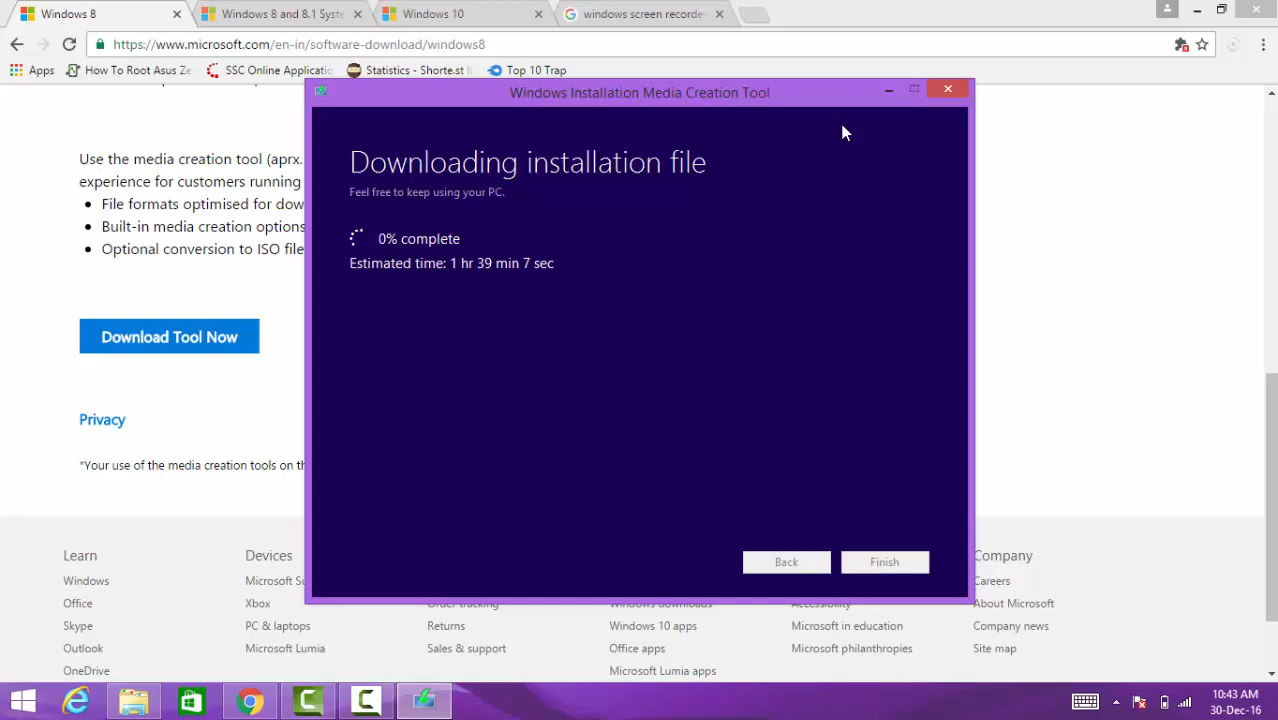 Windows 8
Windows 8 and 8.1 Syst
Windows 10
windows screen recorde
https://www.microsoft.com/en-in/software-download/windows8
Apps
How To Root Asus Ze
SSC Online Applicatio
Statistics - Shorte.st l
Top 10 Trap
Windows Installation Media Creation Tool
Downloading installation file
Feel free to keep using your PC.
0% complete
Estimated time: 1 hr 39 min 7 sec
Back
Finish
Use the media creation tool (aprx.
experience for customers running
File formats optimised for dow
Built-in media creation options
Optional conversion to ISO file
Download Tool Now
Privacy
*Your use of the media creation tools on th
Learn
Windows
Office
Skype
Outlook
OneDrive
Devices
Microsoft Su
Xbox
PC & laptops
Microsoft Lumia
Order tracking
Returns
Sales & support
Windows downloads
Windows 10 apps
Office apps
Microsoft Lumia apps
Accessibility
Microsoft in education
Microsoft philanthropies
Company
Careers
About Microsoft
Company news
Site map
10:43 AM
30-Dec-16